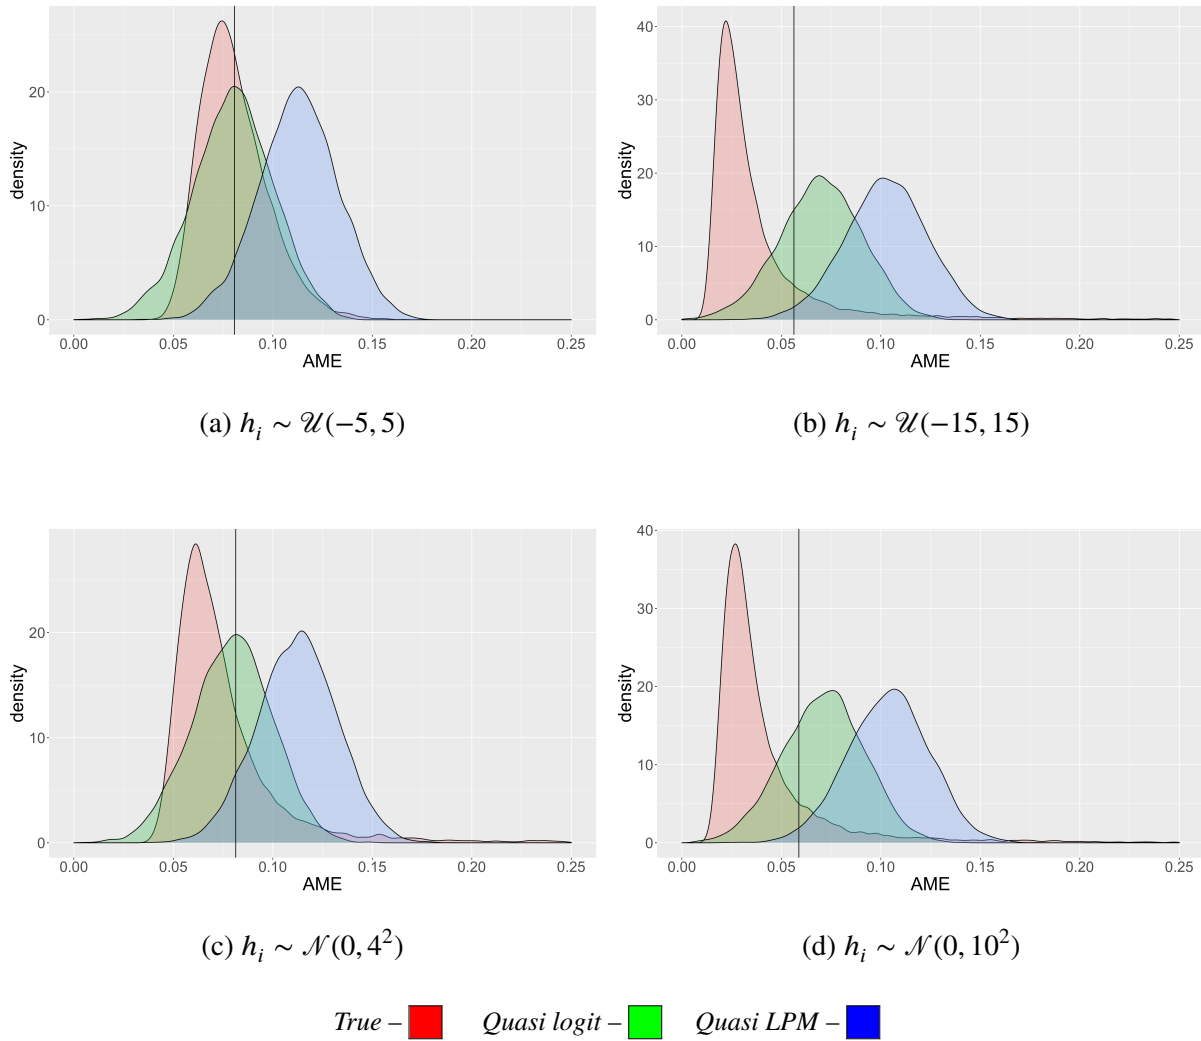 density
20
10
0
0.00 0.05 0.10 0.15 0.20 0.25
AME
density
40
30
20
10
0
0.00 0.05 0.10 0.15 0.20 0.25
AME
(a) h_i ∼ 𝒰(−5, 5)
(b) h_i ∼ 𝒰(−15, 15)
density
20
10
0
0.00 0.05 0.10 0.15 0.20 0.25
AME
density
40
30
20
10
0
0.00 0.05 0.10 0.15 0.20 0.25
AME
(c) h_i ∼ 𝒩(0, 4²)
(d) h_i ∼ 𝒩(0, 10²)
True – Quasi logit – Quasi LPM –